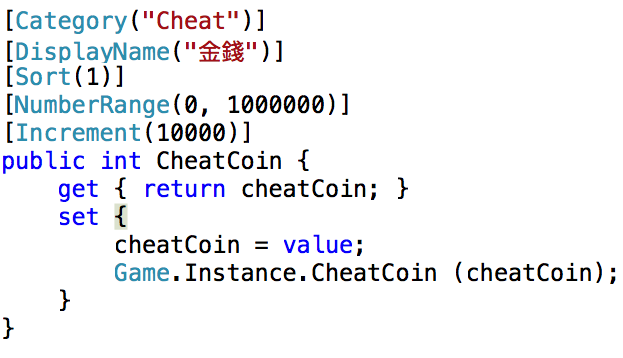 [Category("Cheat")]
[DisplayName("金錢")]
[Sort(1)]
[NumberRange(0, 1000000)]
[Increment(10000)]
public int CheatCoin {
    get { return cheatCoin; }
    set {
        cheatCoin = value;
        Game.Instance.CheatCoin (cheatCoin);
    }
}